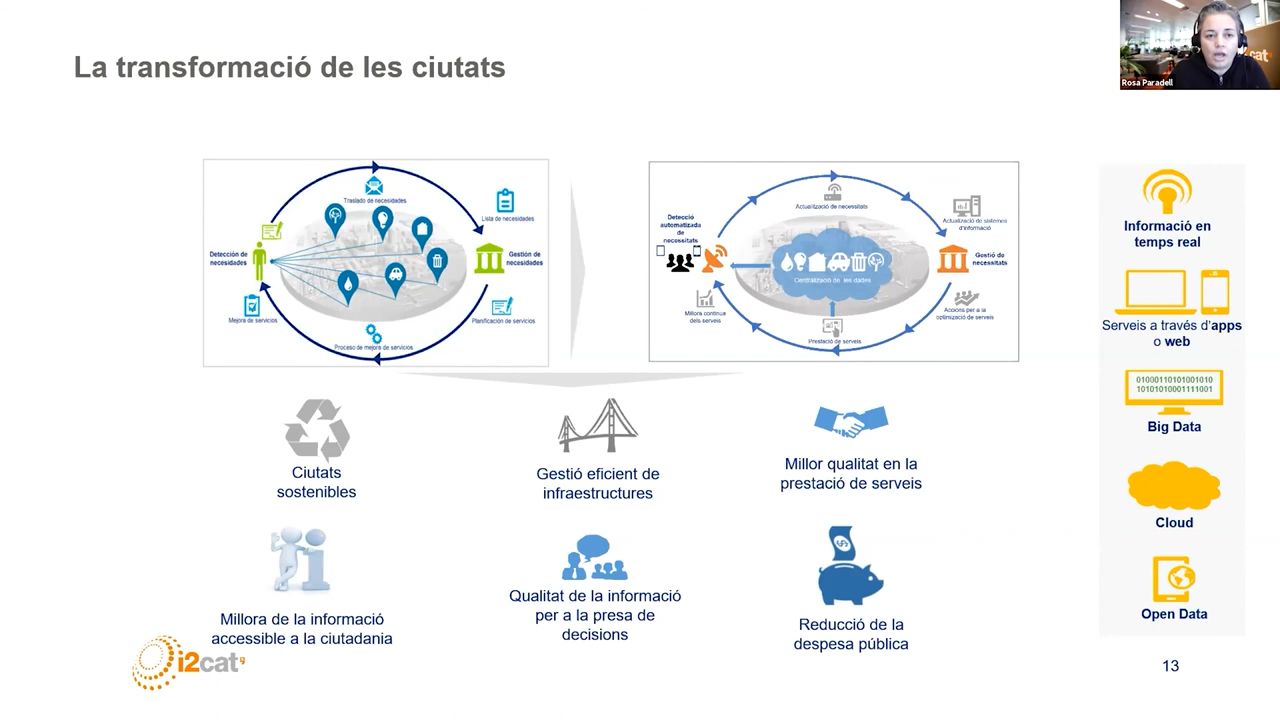 La transformació de les ciutats
cat
Rosa Paradell
Traslado de necesidades
Lista de necesidades
Detección de
necesidades
Gestión de
necesidades
Mejora de servicios
Planificación de servicios
Proceso de mejora de servicios
Actualització de necessitats
Detecció
automatizada
de
necessitats
Actualització de sistemes
d'informació
Centralització de les dades
Gestió de
necessitats
Millora contínua
dels serveis
Accions per a la
optimització de serveis
Prestació de serveis
Informació en
temps real
Serveis a través d'apps
o web
01000110101001010
10101010001111001
Big Data
Cloud
Open Data
Ciutats
sostenibles
Gestió eficient de
infraestructures
Millor qualitat en la
prestació de serveis
Millora de la informació
accessible a la ciutadania
Qualitat de la informació
per a la presa de
decisions
Reducció de la
despesa pública
i2cat
13